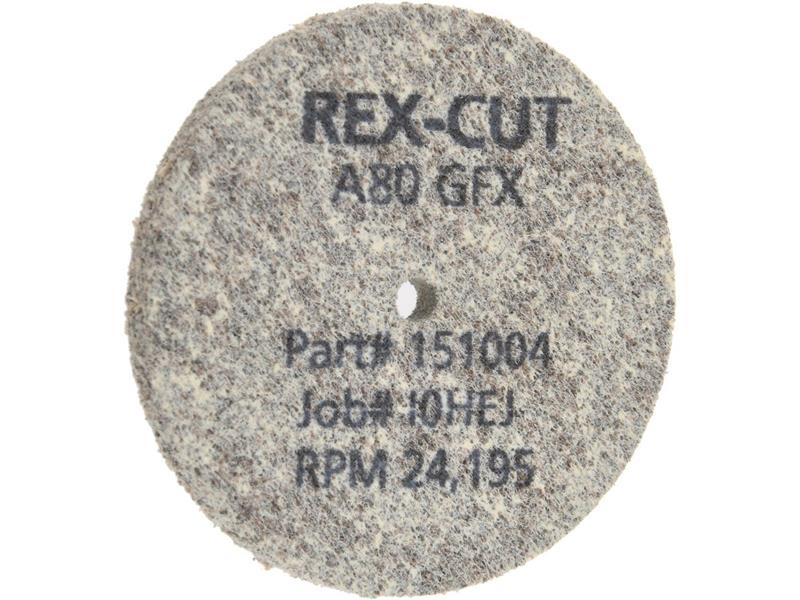 REX-CUT
A80 GFX
Part# 151004
Job# I0HEJ
RPM 24,195